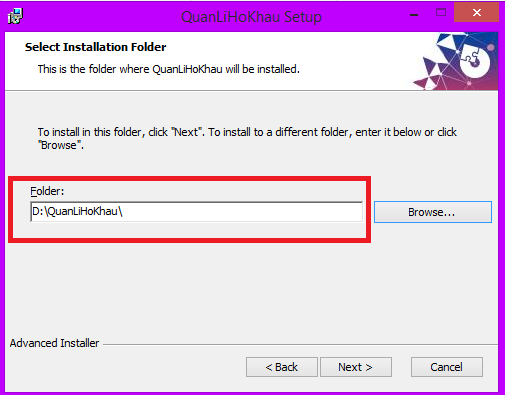 QuanLiHoKhau Setup
Select Installation Folder
This is the folder where QuanLiHoKhau will be installed.
To install in this folder, click "Next". To install to a different folder, enter it below or click
"Browse".
Folder:
D:\QuanLiHoKhau\
Browse...
Advanced Installer
< Back
Next >
Cancel